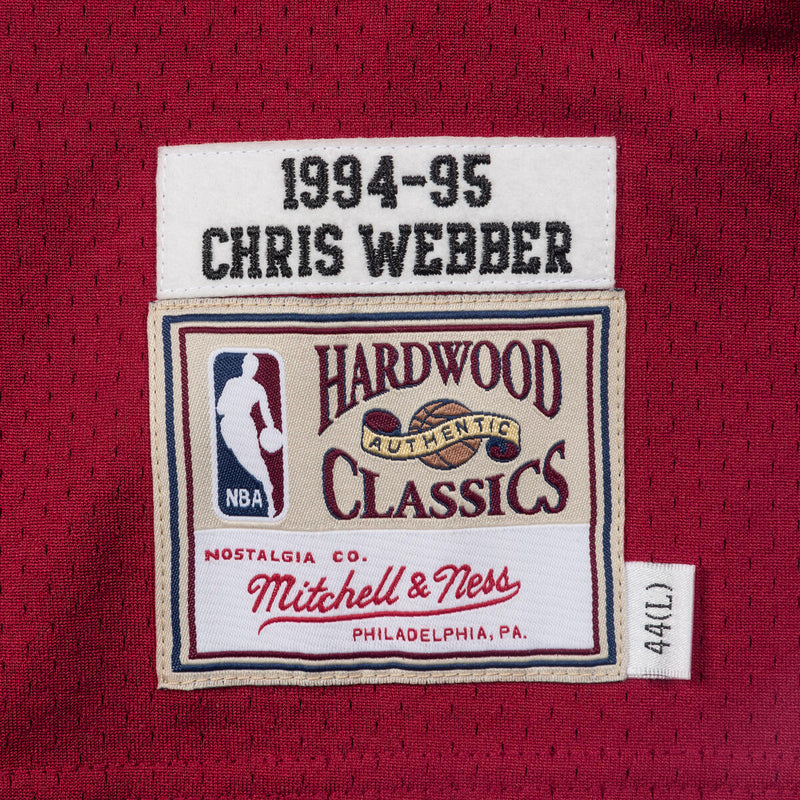 1994-95
CHRIS WEBBER
HARDWOOD
AUTHENTIC
CLASSICS
NBA
NOSTALGIA CO.
Mitchell & Ness
PHILADELPHIA, PA.
44(L)